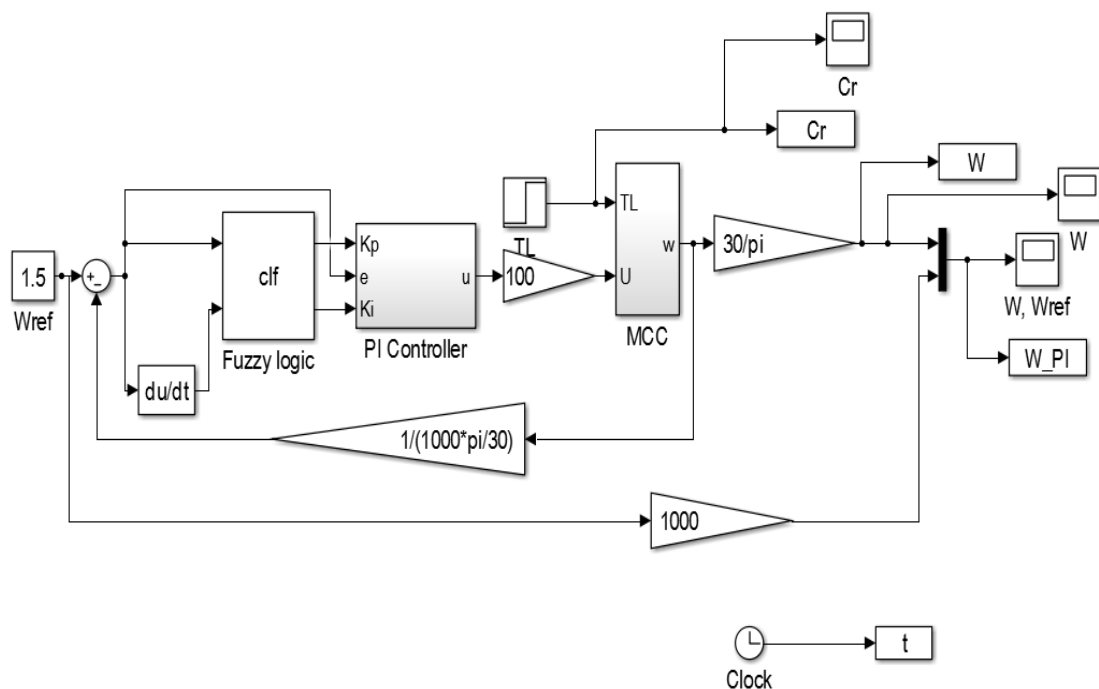 Cr
Cr
W
W
TL
TL
w
U
MCC
30/pi
W, Wref
W_PI
1.5
Wref
+
-
clf
Fuzzy logic
Kp
e
Ki
u
PI Controller
100
du/dt
1/(1000*pi/30)
1000
Clock
t